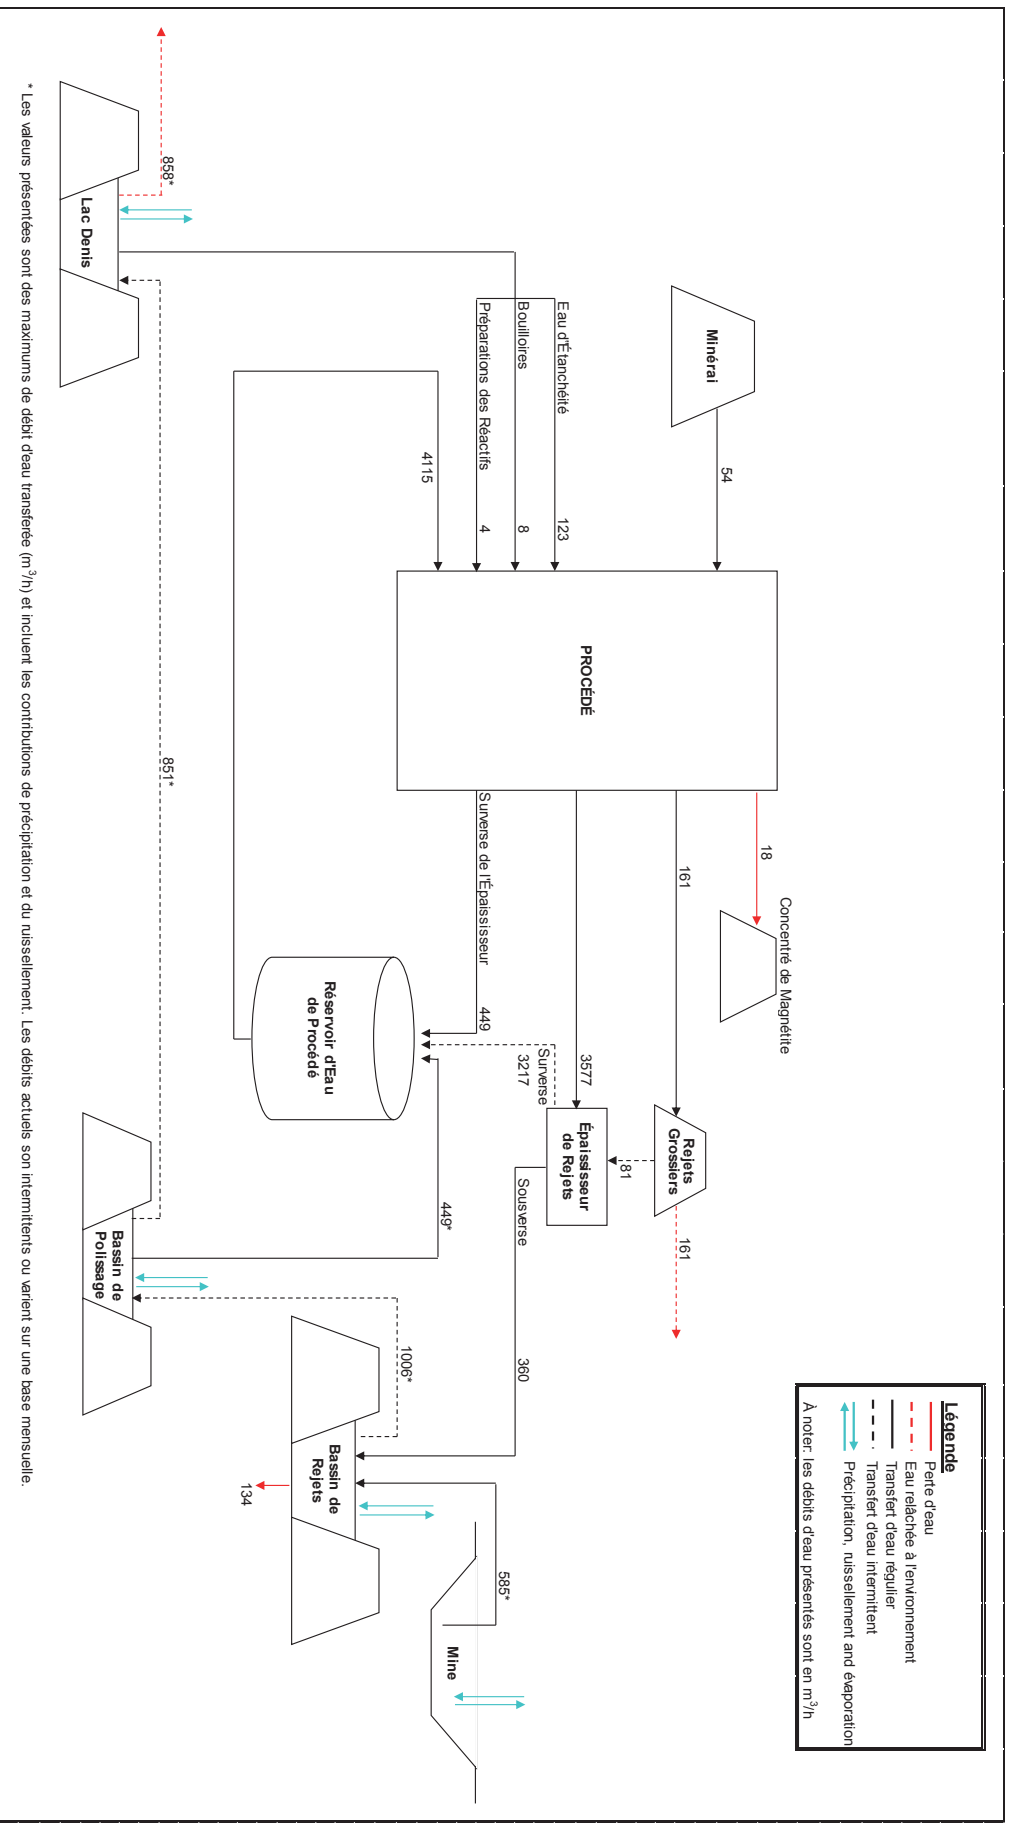 Légende
Perte d'eau
Eau relâchée à l'environnement
Transfert d'eau régulier
Transfert d'eau intermittent
Précipitation, ruissellement and évaporation
À noter: les débits d'eau présentés sont en m³/h
Concentré de Magnétite
18
Minérai
54
161
Rejets
Grossiers
161
81
Eau d'Étanchéité
123
Bouilloires
8
Préparations des Réactifs
4
4115
PROCÉDÉ
3577
Épaississeur
de Rejets
Surverse
3217
Sousverse
360
Surverse de l'Épaississeur
449
Réservoir d'Eau
de Procédé
449*
585*
Mine
1006*
Bassin de
Rejets
134
858*
Lac Denis
851*
Bassin de
Polissage
* Les valeurs présentées sont des maximums de débit d'eau transferée (m³/h) et incluent les contributions de précipitation et du ruissellement. Les débits actuels son intermittents ou varient sur une base mensuelle.